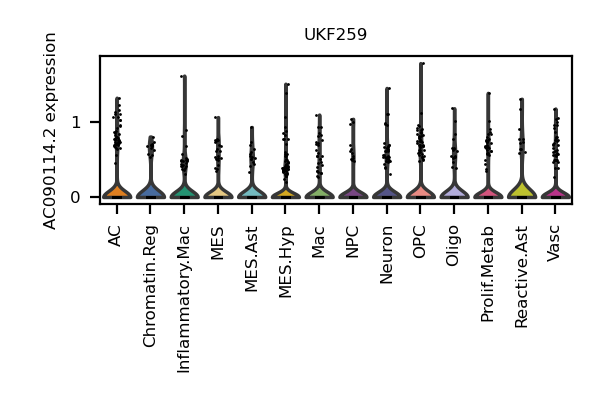 UKF259
AC090114.2 expression
1
0
AC
Chromatin.Reg
Inflammatory.Mac
MES
MES.Ast
MES.Hyp
Mac
NPC
Neuron
OPC
Oligo
Prolif.Metab
Reactive.Ast
Vasc